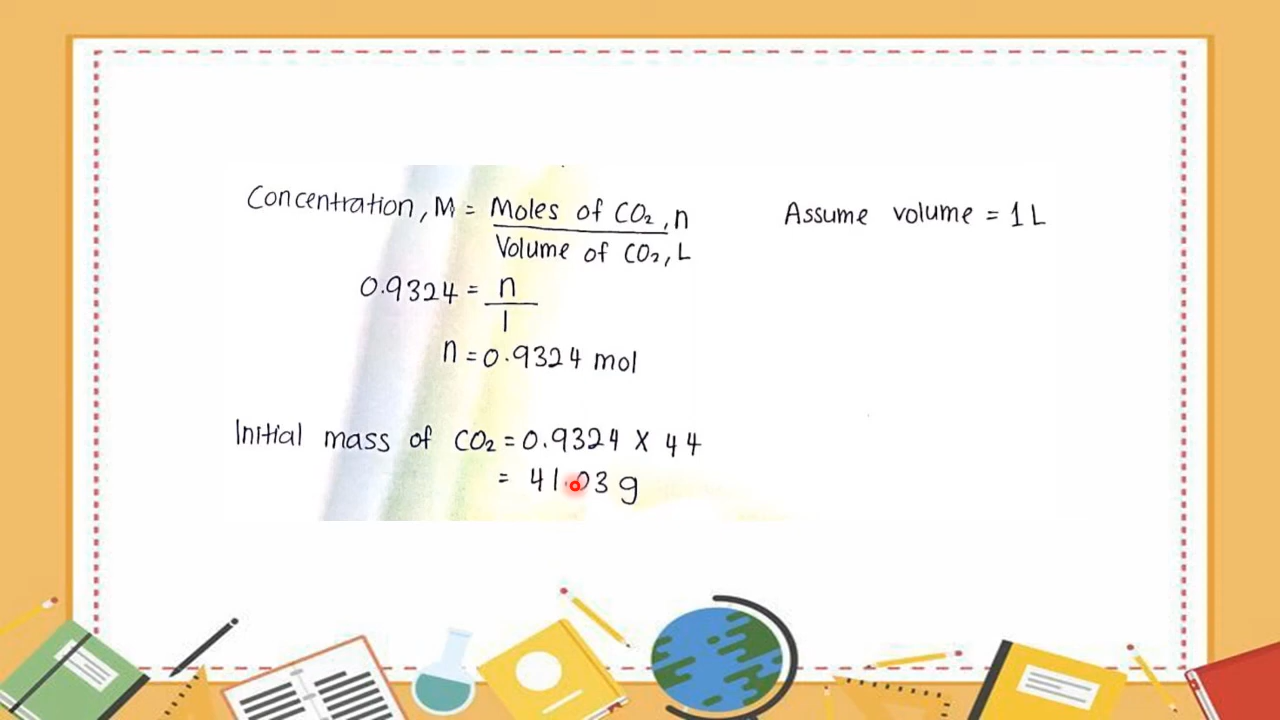 Concentration, M = Moles of CO₂, n
Volume of CO₂, L
Assume volume = 1 L
0.9324 = n
1
n = 0.9324 mol
Initial mass of CO₂ = 0.9324 X 44
= 41.03 g